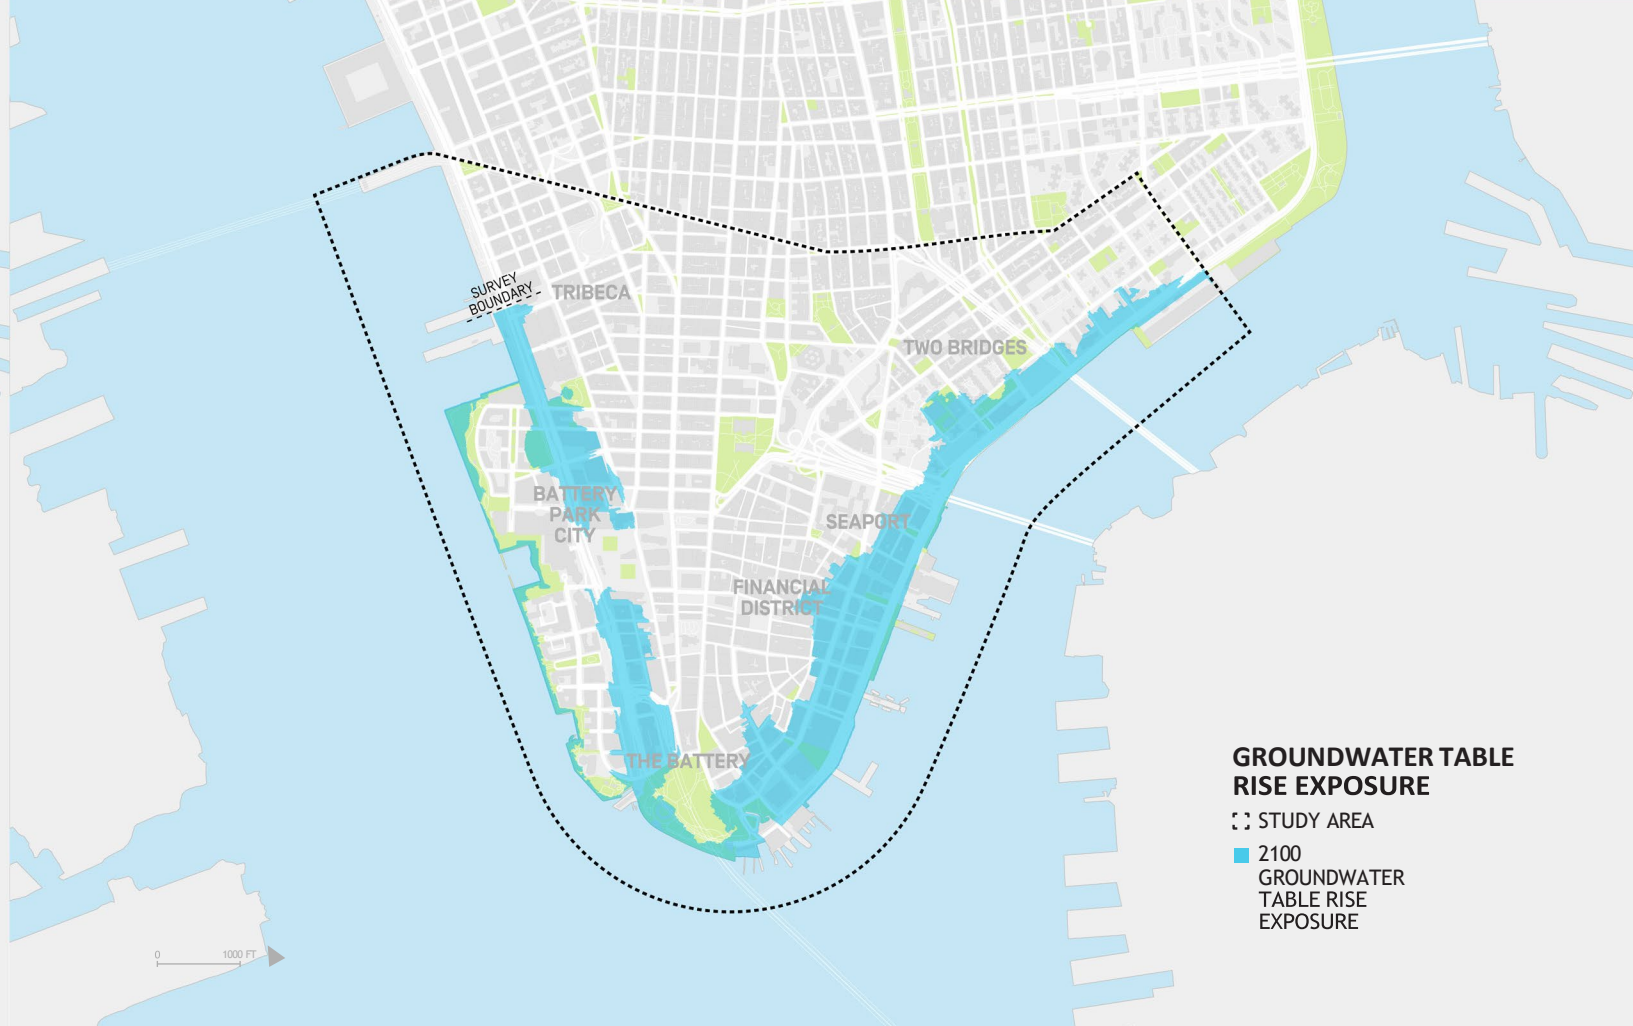 SURVEY
BOUNDARY
TRIBECA
TWO BRIDGES
BATTERY
PARK
CITY
SEAPORT
FINANCIAL
DISTRICT
THE BATTERY
GROUNDWATER TABLE
RISE EXPOSURE
STUDY AREA
2100
GROUNDWATER
TABLE RISE
EXPOSURE
0 1000 FT